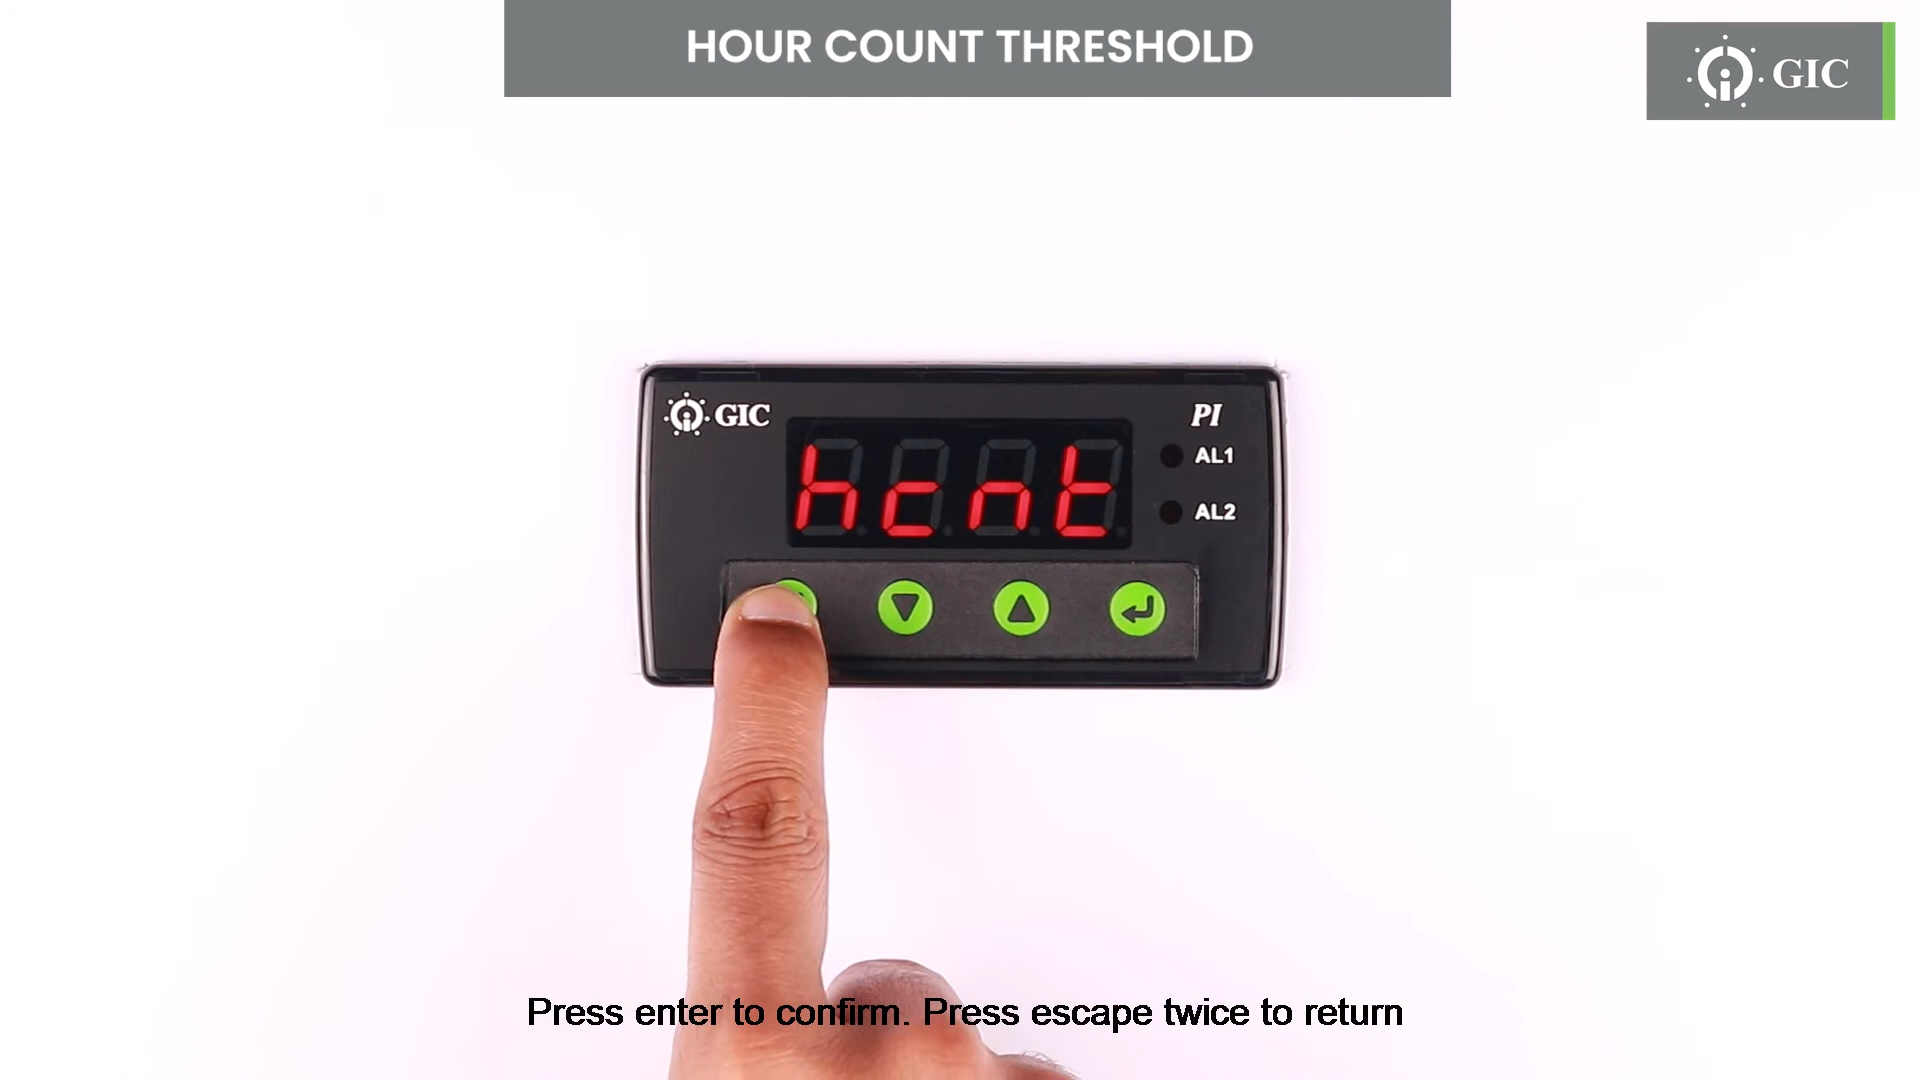 HOUR COUNT THRESHOLD
GIC
GIC
PI
hcnt
AL1
AL2
Press enter to confirm. Press escape twice to return